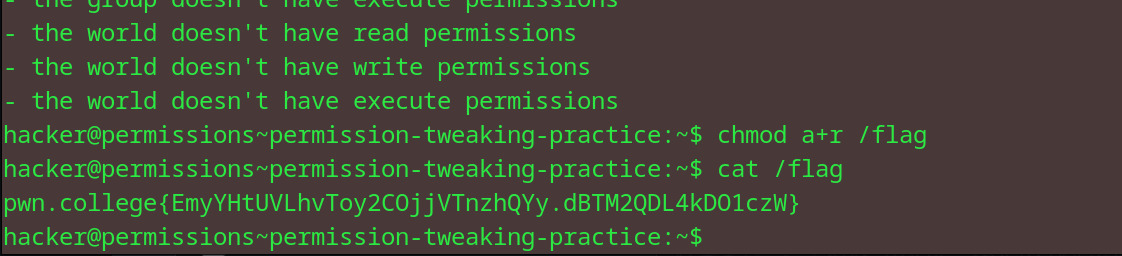 - the group doesn't have execute permissions
- the world doesn't have read permissions
- the world doesn't have write permissions
- the world doesn't have execute permissions
hacker@permissions~permission-tweaking-practice:~$ chmod a+r /flag
hacker@permissions~permission-tweaking-practice:~$ cat /flag
pwn.college{EmyYHtUVLhvToy2COjjVTnzhQYy.dBTM2QDL4kDO1czW}
hacker@permissions~permission-tweaking-practice:~$